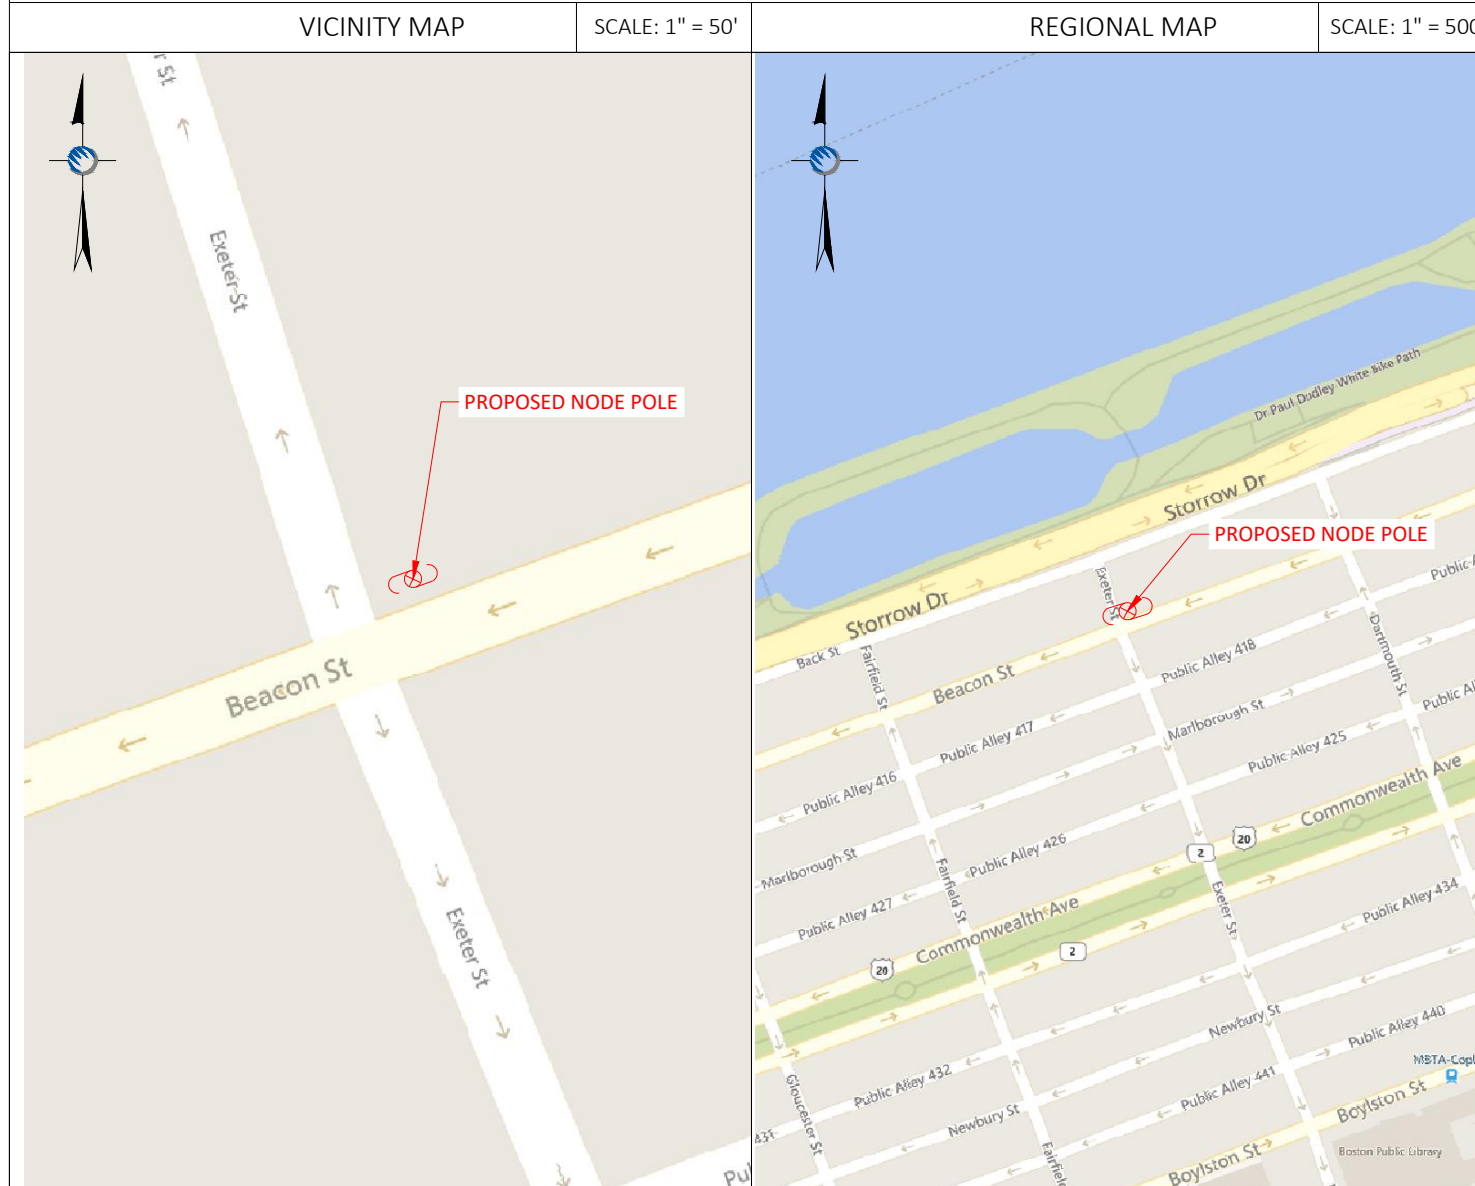 VICINITY MAP
SCALE: 1" = 50'
r St
Exeter St
PROPOSED NODE POLE
Beacon St
Exeter St
REGIONAL MAP
SCALE: 1" = 500
Dr Paul Dudley White Bike Path
Storrow Dr
PROPOSED NODE POLE
Exeter St
Storrow Dr
Back St
Fairfield St
Beacon St
Public Alley 418
Dartmouth St
Marlborough St
Public Alley 417
Public Alley 425
Public Alley 416
Commonwealth Ave
20
2
Marlborough St
Public Alley 426
Fairfield St
Exeter St
Public Alley 434
Public Alley 427
Commonwealth Ave
20
2
Newbury St
Public Alley 440
Public Alley 432
Gloucester St
Public Alley 441
Boylston St
Newbury St
431
Boston Public Library
Boylston St